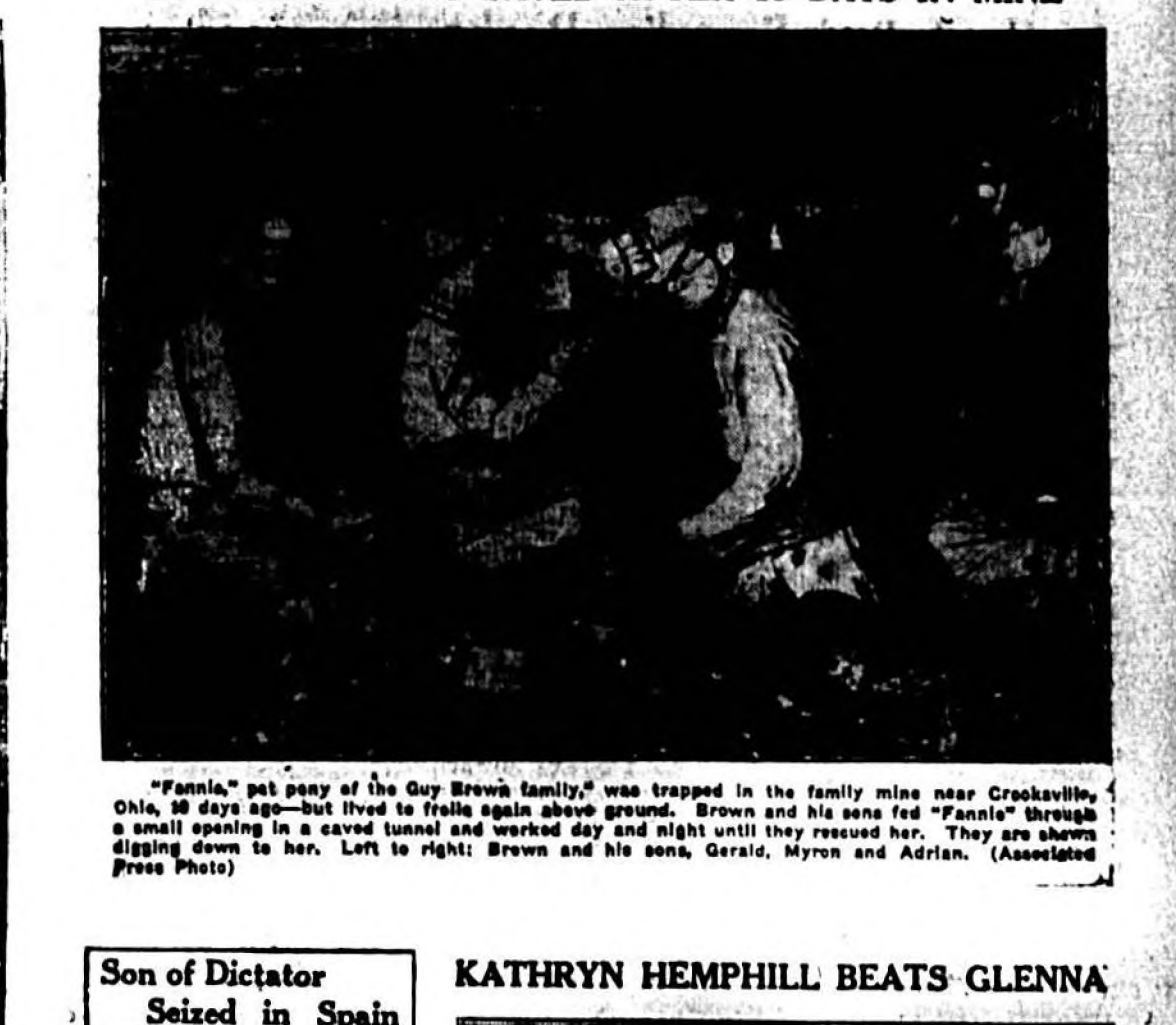 DAYS IN MINE
"Fannie," pet pony of the Guy Brown family," was trapped in the family mine near Crooksville,
Ohio, 10 days ago—but lived to frolic again above ground. Brown and his sons fed "Fannie" through
a small opening in a caved tunnel and worked day and night until they rescued her. They are shown
digging down to her. Left to right: Brown and his sons, Gerald, Myron and Adrian. (Associated
Press Photo)
Son of Dictator
Seized in Spain
KATHRYN HEMPHILL BEATS GLENNA